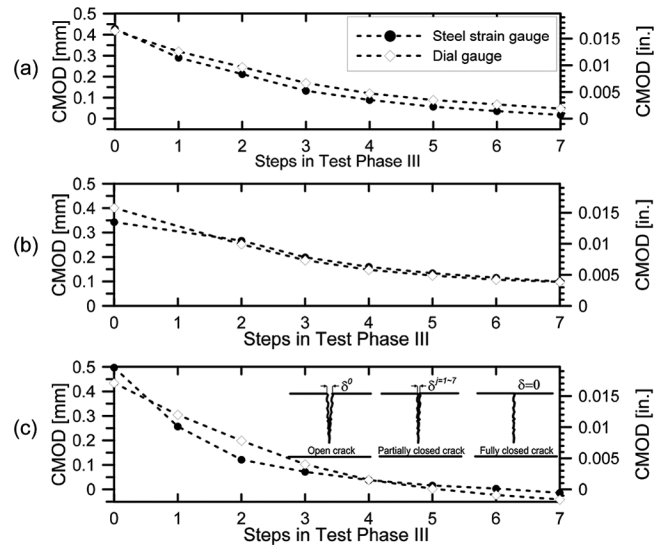 (a)
CMOD [mm]
0.5
0.4
0.3
0.2
0.1
0
Steel strain gauge
Dial gauge
0.015
0.010
0.005
0
CMOD [in.]
0 1 2 3 4 5 6 7
Steps in Test Phase III
(b)
CMOD [mm]
0.5
0.4
0.3
0.2
0.1
0
0.015
0.010
0.005
0
CMOD [in.]
0 1 2 3 4 5 6 7
Steps in Test Phase III
(c)
CMOD [mm]
0.5
0.4
0.3
0.2
0.1
0
δ⁰ δʲ⁼¹~⁷ δ=0
Open crack Partially closed crack Fully closed crack
0.015
0.010
0.005
0
CMOD [in.]
0 1 2 3 4 5 6 7
Steps in Test Phase III